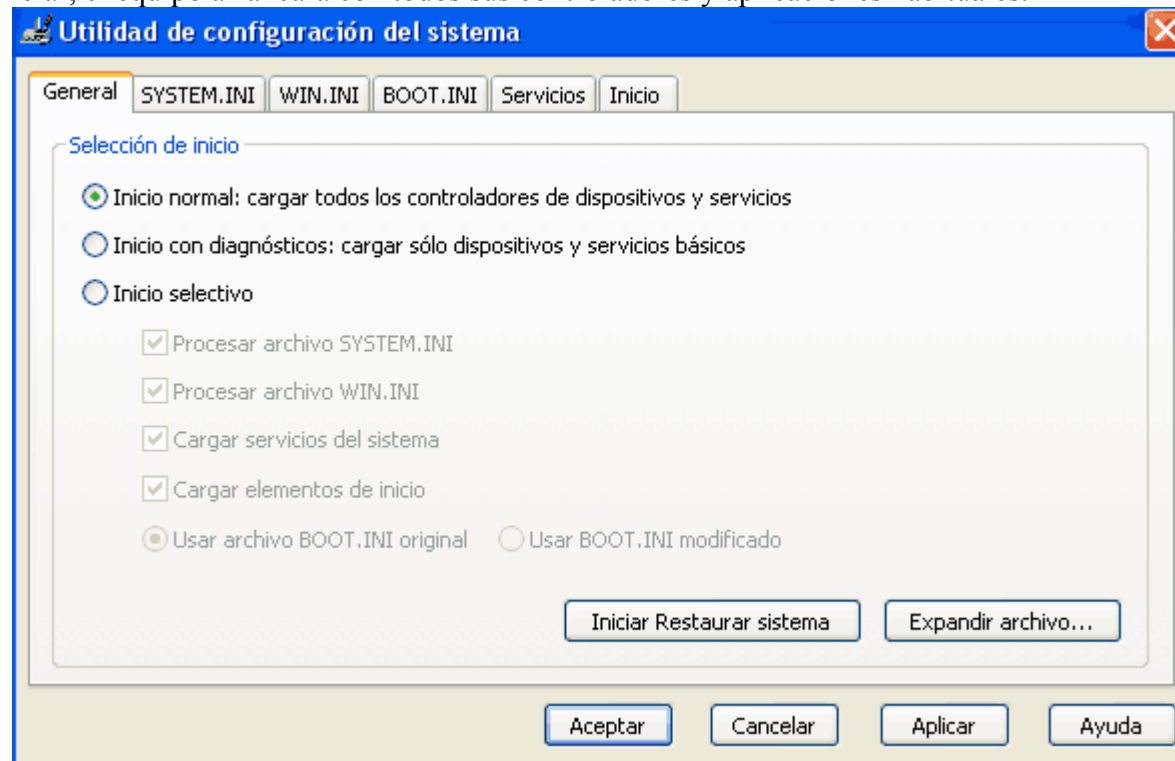 Utilidad de configuración del sistema
General SYSTEM.INI WIN.INI BOOT.INI Servicios Inicio
Selección de inicio
Inicio normal: cargar todos los controladores de dispositivos y servicios
Inicio con diagnósticos: cargar sólo dispositivos y servicios básicos
Inicio selectivo
Procesar archivo SYSTEM.INI
Procesar archivo WIN.INI
Cargar servicios del sistema
Cargar elementos de inicio
Usar archivo BOOT.INI original Usar BOOT.INI modificado
Iniciar Restaurar sistema Expandir archivo...
Aceptar Cancelar Aplicar Ayuda